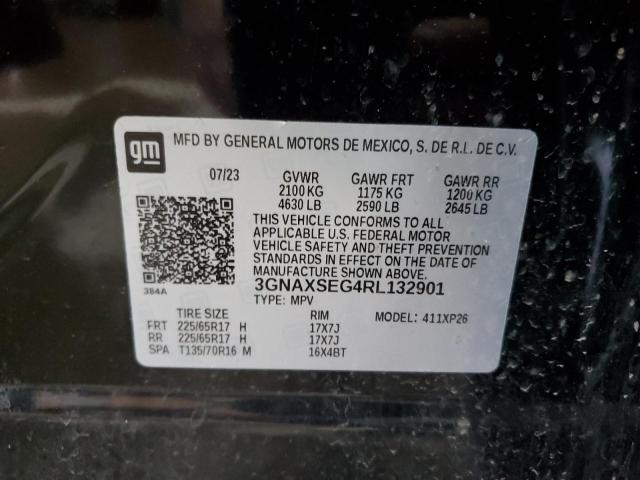 gm
MFD BY GENERAL MOTORS DE MEXICO, S. DE R.L. DE C.V.
07/23 GVWR GAWR FRT GAWR RR
2100 KG 1175 KG 1200 KG
4630 LB 2590 LB 2645 LB
THIS VEHICLE CONFORMS TO ALL
APPLICABLE U.S. FEDERAL MOTOR
VEHICLE SAFETY AND THEFT PREVENTION
STANDARDS IN EFFECT ON THE DATE OF
MANUFACTURE SHOWN ABOVE.
384A
3GNAXSEG4RL132901
TYPE: MPV
TIRE SIZE RIM MODEL: 411XP26
FRT 225/65R17 H 17X7J
RR 225/65R17 H 17X7J
SPA T135/70R16 M 16X4BT